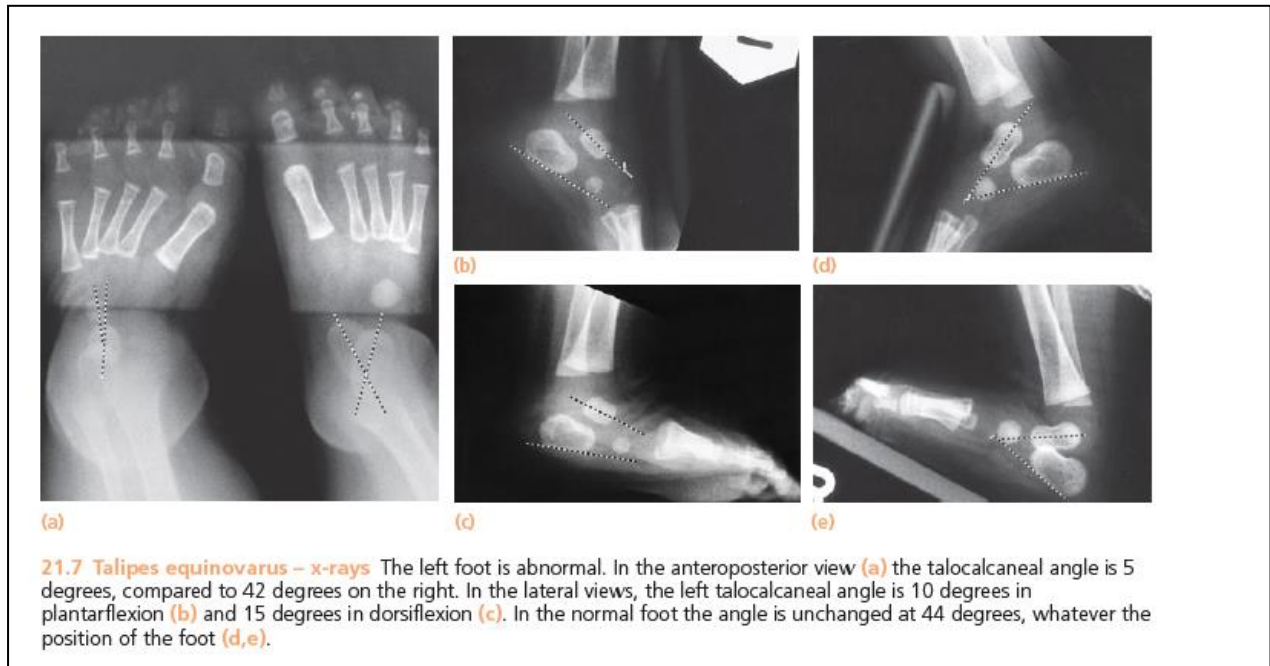 (a)
(b)
(c)
(d)
(e)
21.7 Talipes equinovarus – x-rays The left foot is abnormal. In the anteroposterior view (a) the talocalcaneal angle is 5
degrees, compared to 42 degrees on the right. In the lateral views, the left talocalcaneal angle is 10 degrees in
plantarflexion (b) and 15 degrees in dorsiflexion (c). In the normal foot the angle is unchanged at 44 degrees, whatever the
position of the foot (d,e).